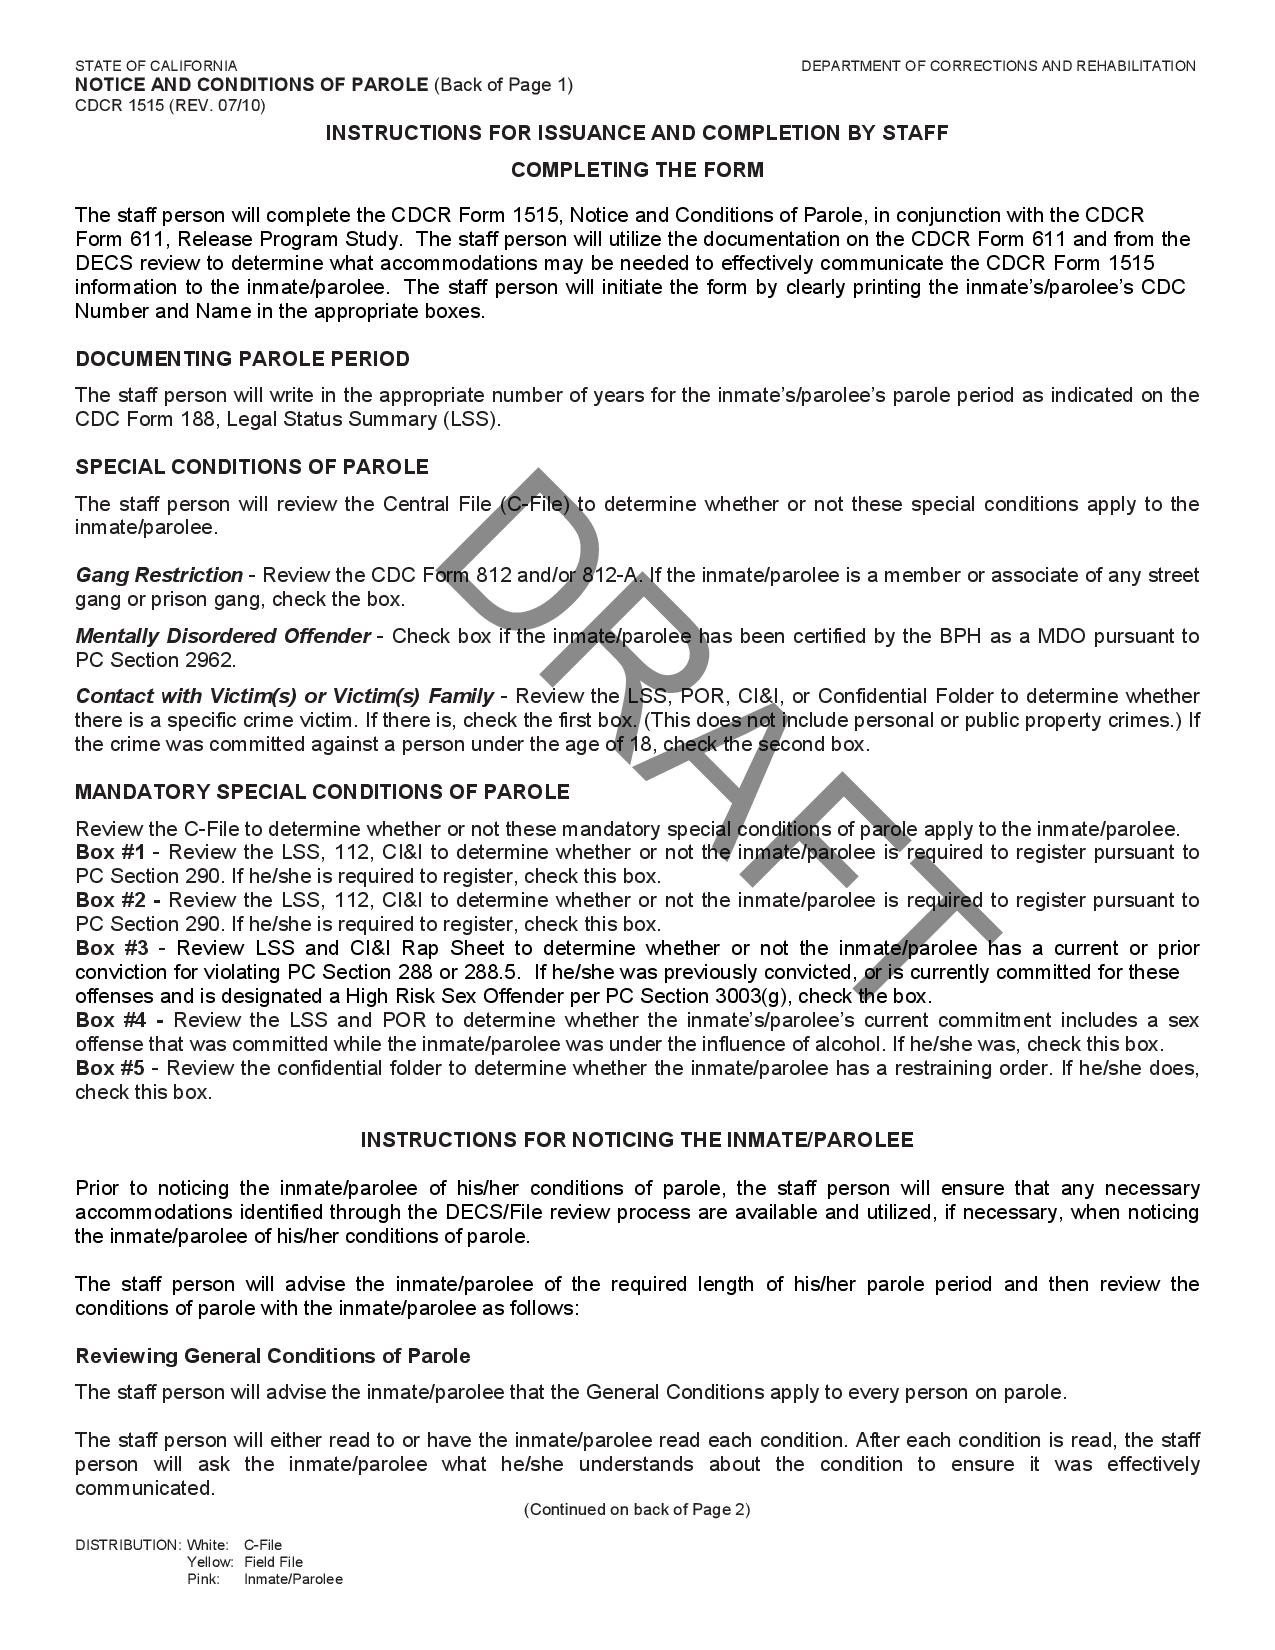 STATE OF CALIFORNIA DEPARTMENT OF CORRECTIONS AND REHABILITATION
NOTICE AND CONDITIONS OF PAROLE (Back of Page 1)
CDCR 1515 (REV. 07/10)
INSTRUCTIONS FOR ISSUANCE AND COMPLETION BY STAFF
COMPLETING THE FORM
The staff person will complete the CDCR Form 1515, Notice and Conditions of Parole, in conjunction with the CDCR
Form 611, Release Program Study. The staff person will utilize the documentation on the CDCR Form 611 and from the
DECS review to determine what accommodations may be needed to effectively communicate the CDCR Form 1515
information to the inmate/parolee. The staff person will initiate the form by clearly printing the inmate's/parolee's CDC
Number and Name in the appropriate boxes.
DOCUMENTING PAROLE PERIOD
The staff person will write in the appropriate number of years for the inmate's/parolee's parole period as indicated on the
CDC Form 188, Legal Status Summary (LSS).
SPECIAL CONDITIONS OF PAROLE
The staff person will review the Central File (C-File) to determine whether or not these special conditions apply to the
inmate/parolee.
Gang Restriction - Review the CDC Form 812 and/or 812-A. If the inmate/parolee is a member or associate of any street
gang or prison gang, check the box.
Mentally Disordered Offender - Check box if the inmate/parolee has been certified by the BPH as a MDO pursuant to
PC Section 2962.
Contact with Victim(s) or Victim(s) Family - Review the LSS, POR, CI&I, or Confidential Folder to determine whether
there is a specific crime victim. If there is, check the first box. (This does not include personal or public property crimes.) If
the crime was committed against a person under the age of 18, check the second box.
MANDATORY SPECIAL CONDITIONS OF PAROLE
Review the C-File to determine whether or not these mandatory special conditions of parole apply to the inmate/parolee.
Box #1 - Review the LSS, 112, CI&I to determine whether or not the inmate/parolee is required to register pursuant to
PC Section 290. If he/she is required to register, check this box.
Box #2 - Review the LSS, 112, CI&I to determine whether or not the inmate/parolee is required to register pursuant to
PC Section 290. If he/she is required to register, check this box.
Box #3 - Review LSS and CI&I Rap Sheet to determine whether or not the inmate/parolee has a current or prior
conviction for violating PC Section 288 or 288.5. If he/she was previously convicted, or is currently committed for these
offenses and is designated a High Risk Sex Offender per PC Section 3003(g), check the box.
Box #4 - Review the LSS and POR to determine whether the inmate's/parolee's current commitment includes a sex
offense that was committed while the inmate/parolee was under the influence of alcohol. If he/she was, check this box.
Box #5 - Review the confidential folder to determine whether the inmate/parolee has a restraining order. If he/she does,
check this box.
DRAFT
INSTRUCTIONS FOR NOTICING THE INMATE/PAROLEE
Prior to noticing the inmate/parolee of his/her conditions of parole, the staff person will ensure that any necessary
accommodations identified through the DECS/File review process are available and utilized, if necessary, when noticing
the inmate/parolee of his/her conditions of parole.
The staff person will advise the inmate/parolee of the required length of his/her parole period and then review the
conditions of parole with the inmate/parolee as follows:
Reviewing General Conditions of Parole
The staff person will advise the inmate/parolee that the General Conditions apply to every person on parole.
The staff person will either read to or have the inmate/parolee read each condition. After each condition is read, the staff
person will ask the inmate/parolee what he/she understands about the condition to ensure it was effectively
communicated.
(Continued on back of Page 2)
DISTRIBUTION: White: C-File
Yellow: Field File
Pink: Inmate/Parolee